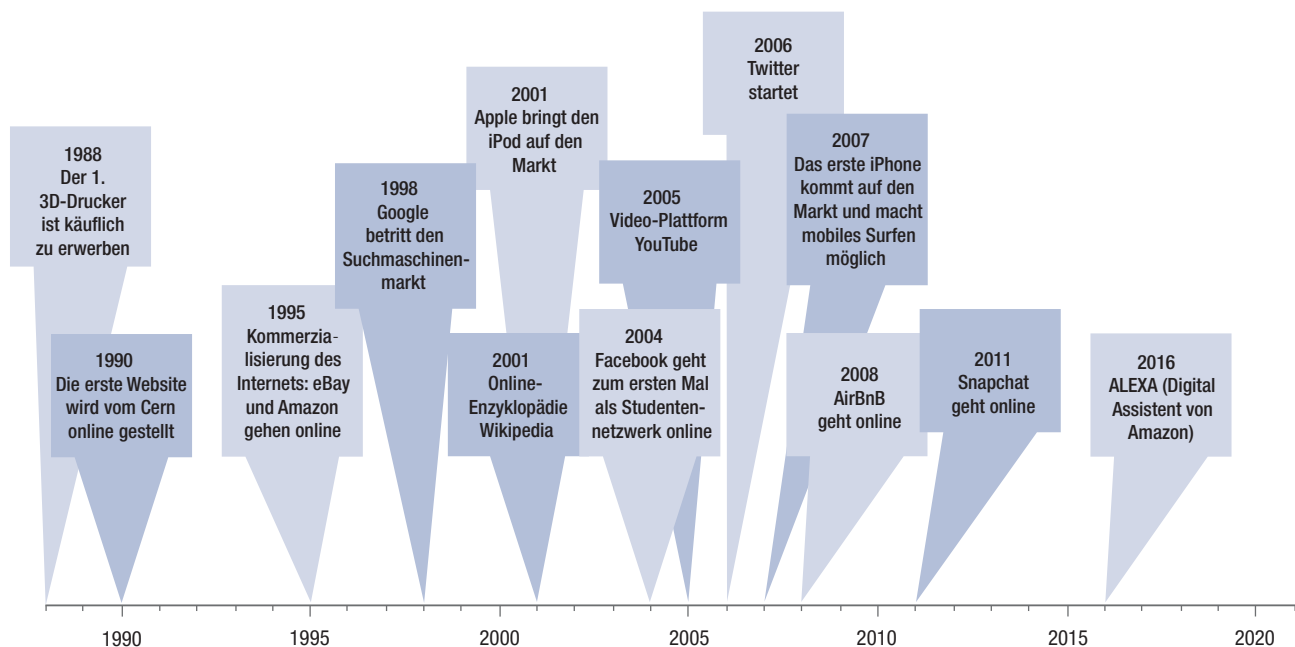 1988
Der 1.
3D-Drucker
ist käuflich
zu erwerben
1990
Die erste Website
wird vom Cern
online gestellt
1995
Kommerzia-
lisierung des
Internets: eBay
und Amazon
gehen online
1998
Google
betritt den
Suchmaschinen-
markt
2001
Apple bringt den
iPod auf den
Markt
2001
Online-
Enzyklopädie
Wikipedia
2004
Facebook geht
zum ersten Mal
als Studenten-
netzwerk online
2005
Video-Plattform
YouTube
2006
Twitter
startet
2007
Das erste iPhone
kommt auf den
Markt und macht
mobiles Surfen
möglich
2008
AirBnB
geht online
2011
Snapchat
geht online
2016
ALEXA (Digital
Assistent von
Amazon)
1990
1995
2000
2005
2010
2015
2020